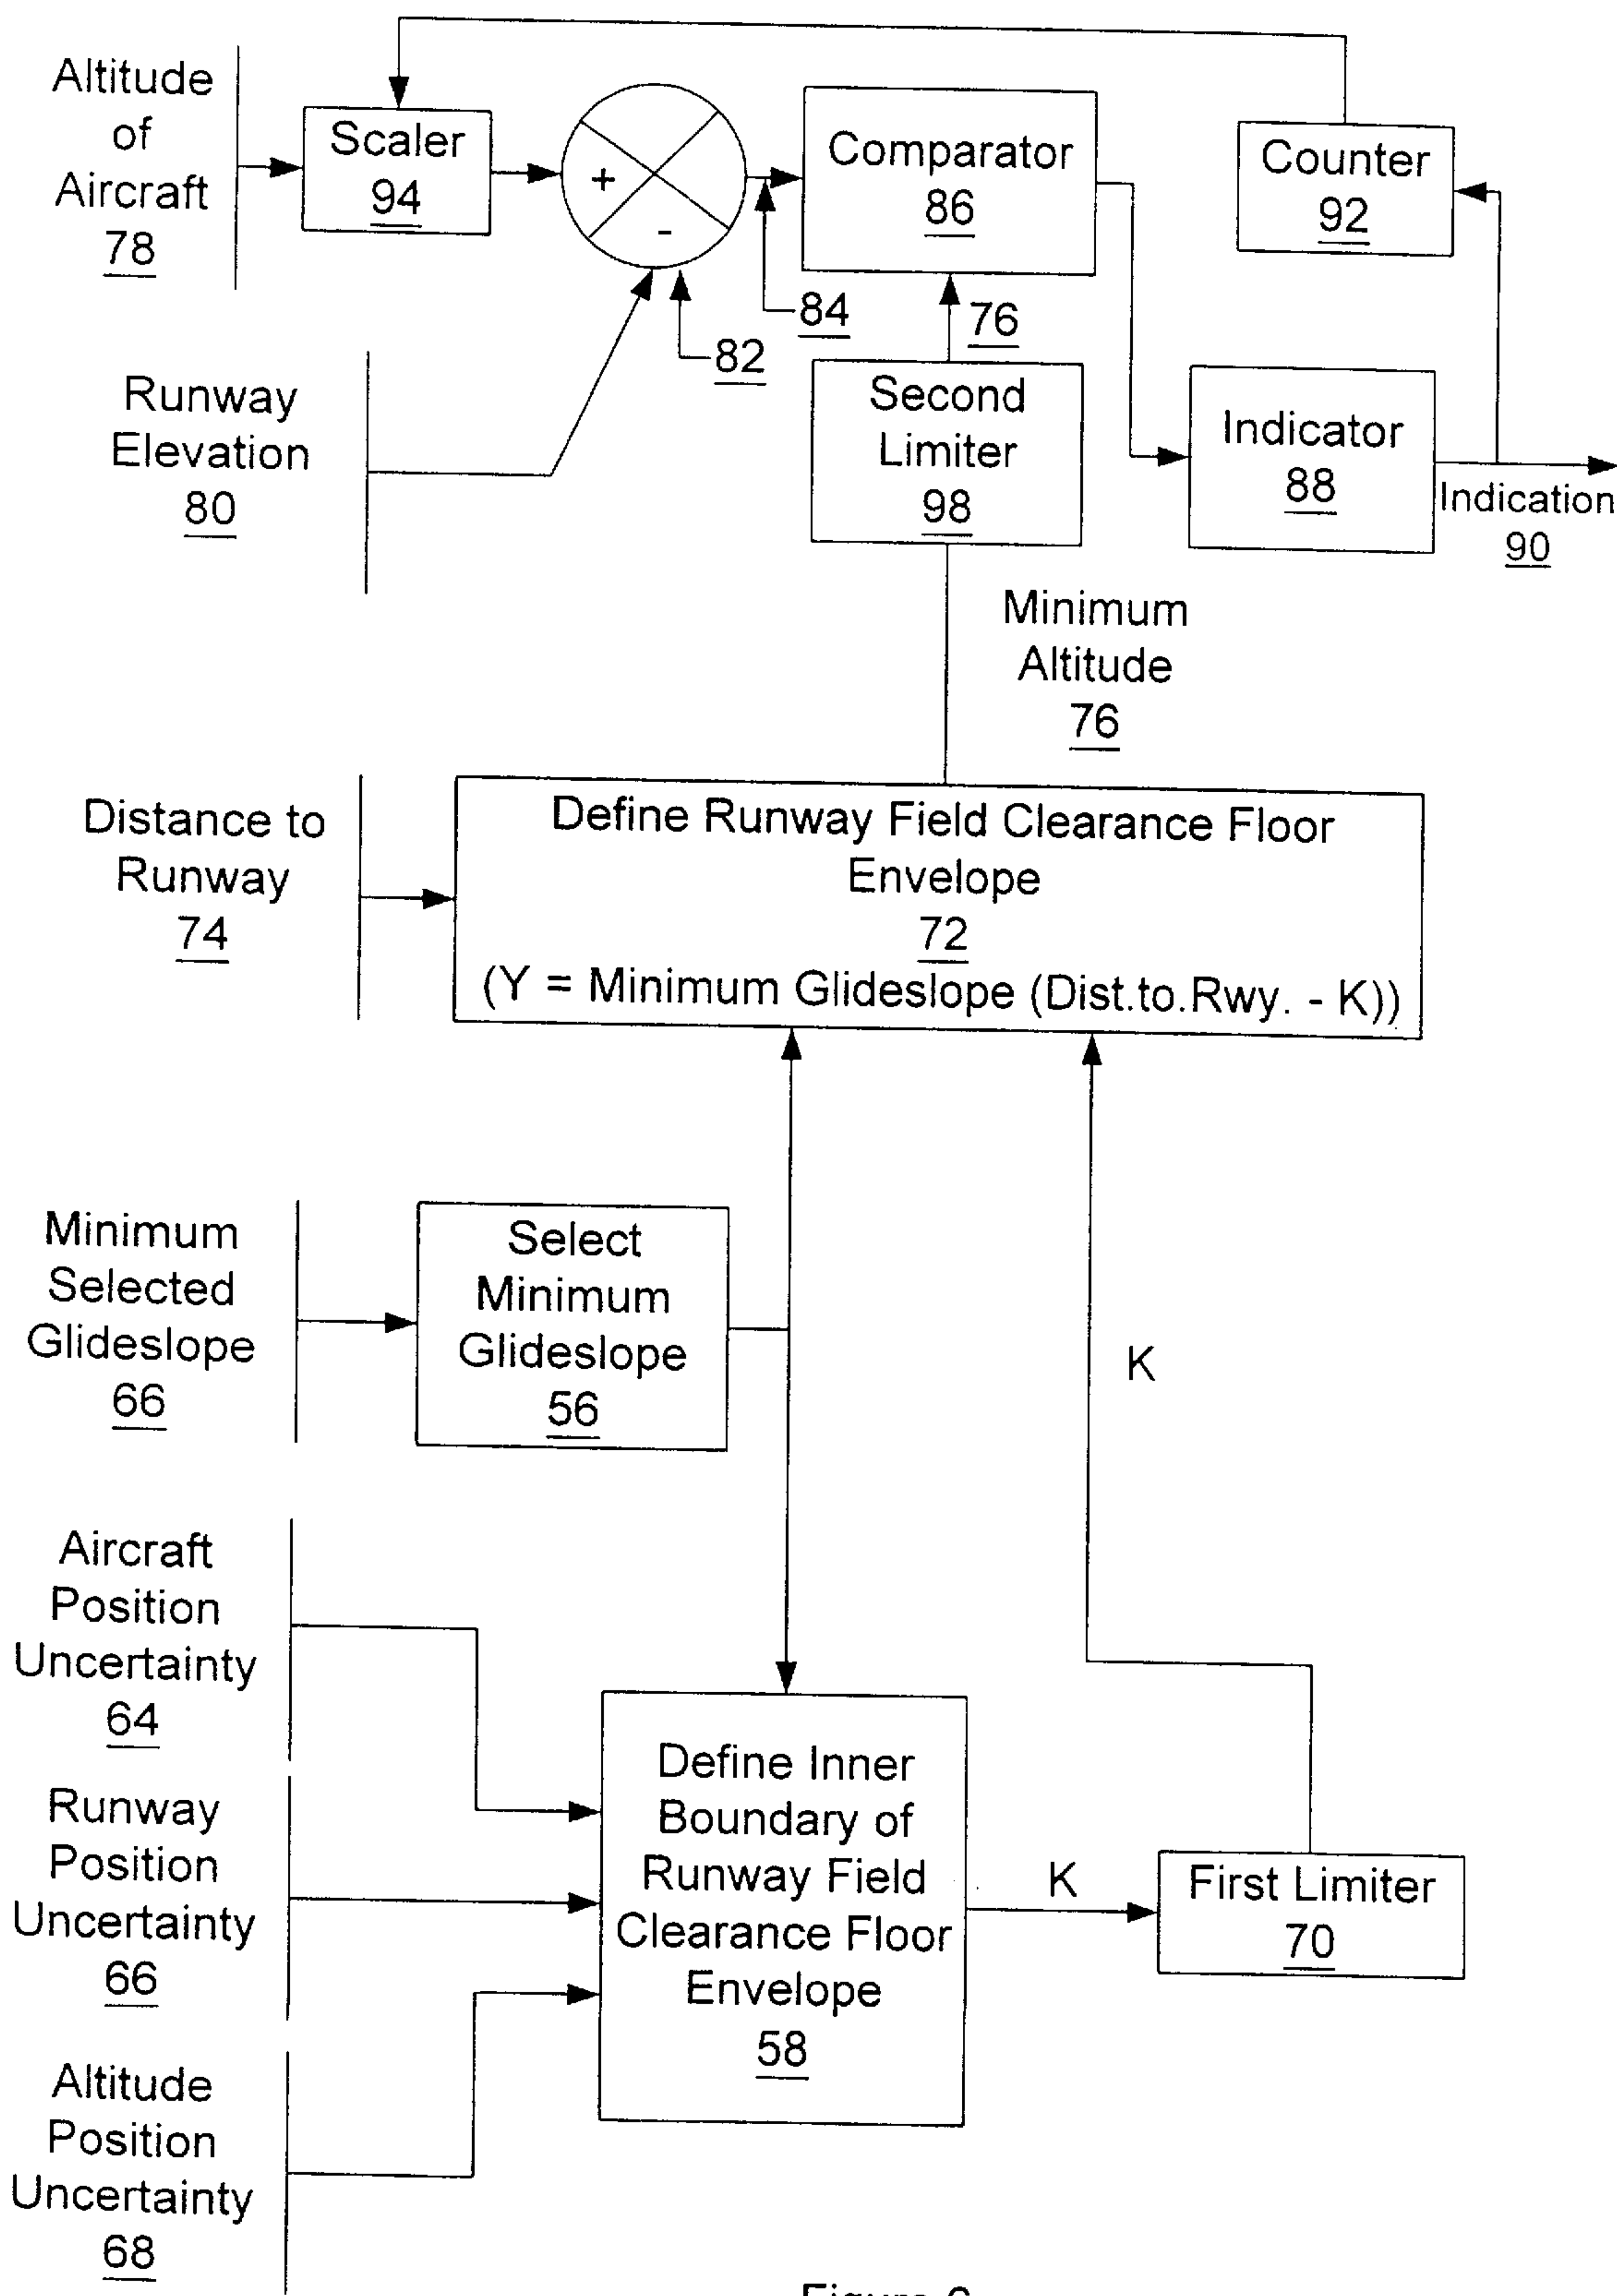 Altitude
of
Aircraft
78
Scaler
94
+
-
Comparator
86
Counter
92
84
82
76
Runway
Elevation
80
Second
Limiter
98
Indicator
88
Indication
90
Minimum
Altitude
76
Distance to
Runway
74
Define Runway Field Clearance Floor
Envelope
72
(Y = Minimum Glideslope (Dist.to.Rwy. - K))
Minimum
Selected
Glideslope
66
Select
Minimum
Glideslope
56
K
Aircraft
Position
Uncertainty
64
Runway
Position
Uncertainty
66
Altitude
Position
Uncertainty
68
Define Inner
Boundary of
Runway Field
Clearance Floor
Envelope
58
K
First Limiter
70